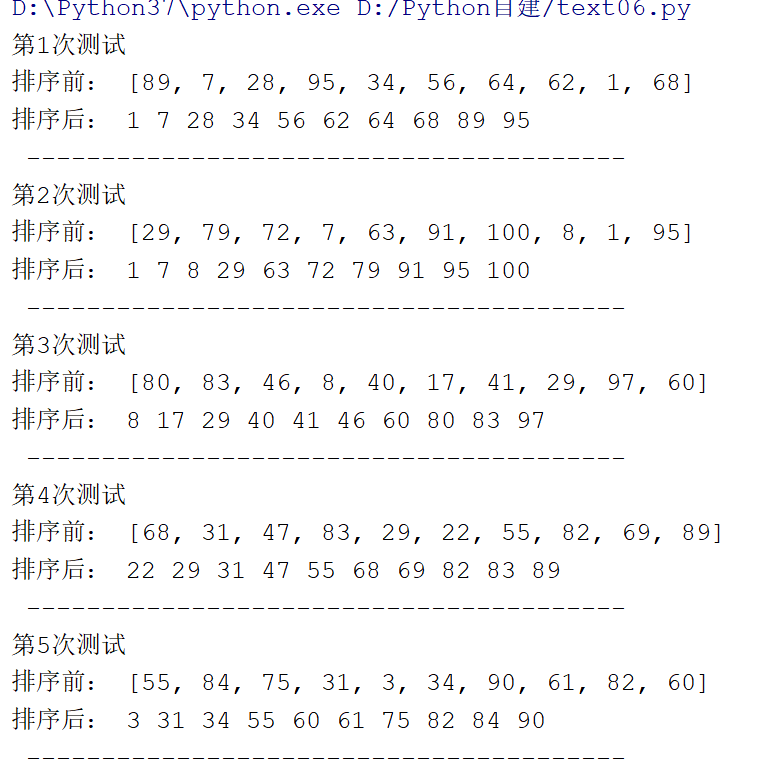 D:\Python37\python.exe D:/Python自建/text06.py
第1次测试
排序前： [89, 7, 28, 95, 34, 56, 64, 62, 1, 68]
排序后： 1 7 28 34 56 62 64 68 89 95
----------------------------------------
第2次测试
排序前： [29, 79, 72, 7, 63, 91, 100, 8, 1, 95]
排序后： 1 7 8 29 63 72 79 91 95 100
----------------------------------------
第3次测试
排序前： [80, 83, 46, 8, 40, 17, 41, 29, 97, 60]
排序后： 8 17 29 40 41 46 60 80 83 97
----------------------------------------
第4次测试
排序前： [68, 31, 47, 83, 29, 22, 55, 82, 69, 89]
排序后： 22 29 31 47 55 68 69 82 83 89
----------------------------------------
第5次测试
排序前： [55, 84, 75, 31, 3, 34, 90, 61, 82, 60]
排序后： 3 31 34 55 60 61 75 82 84 90
----------------------------------------